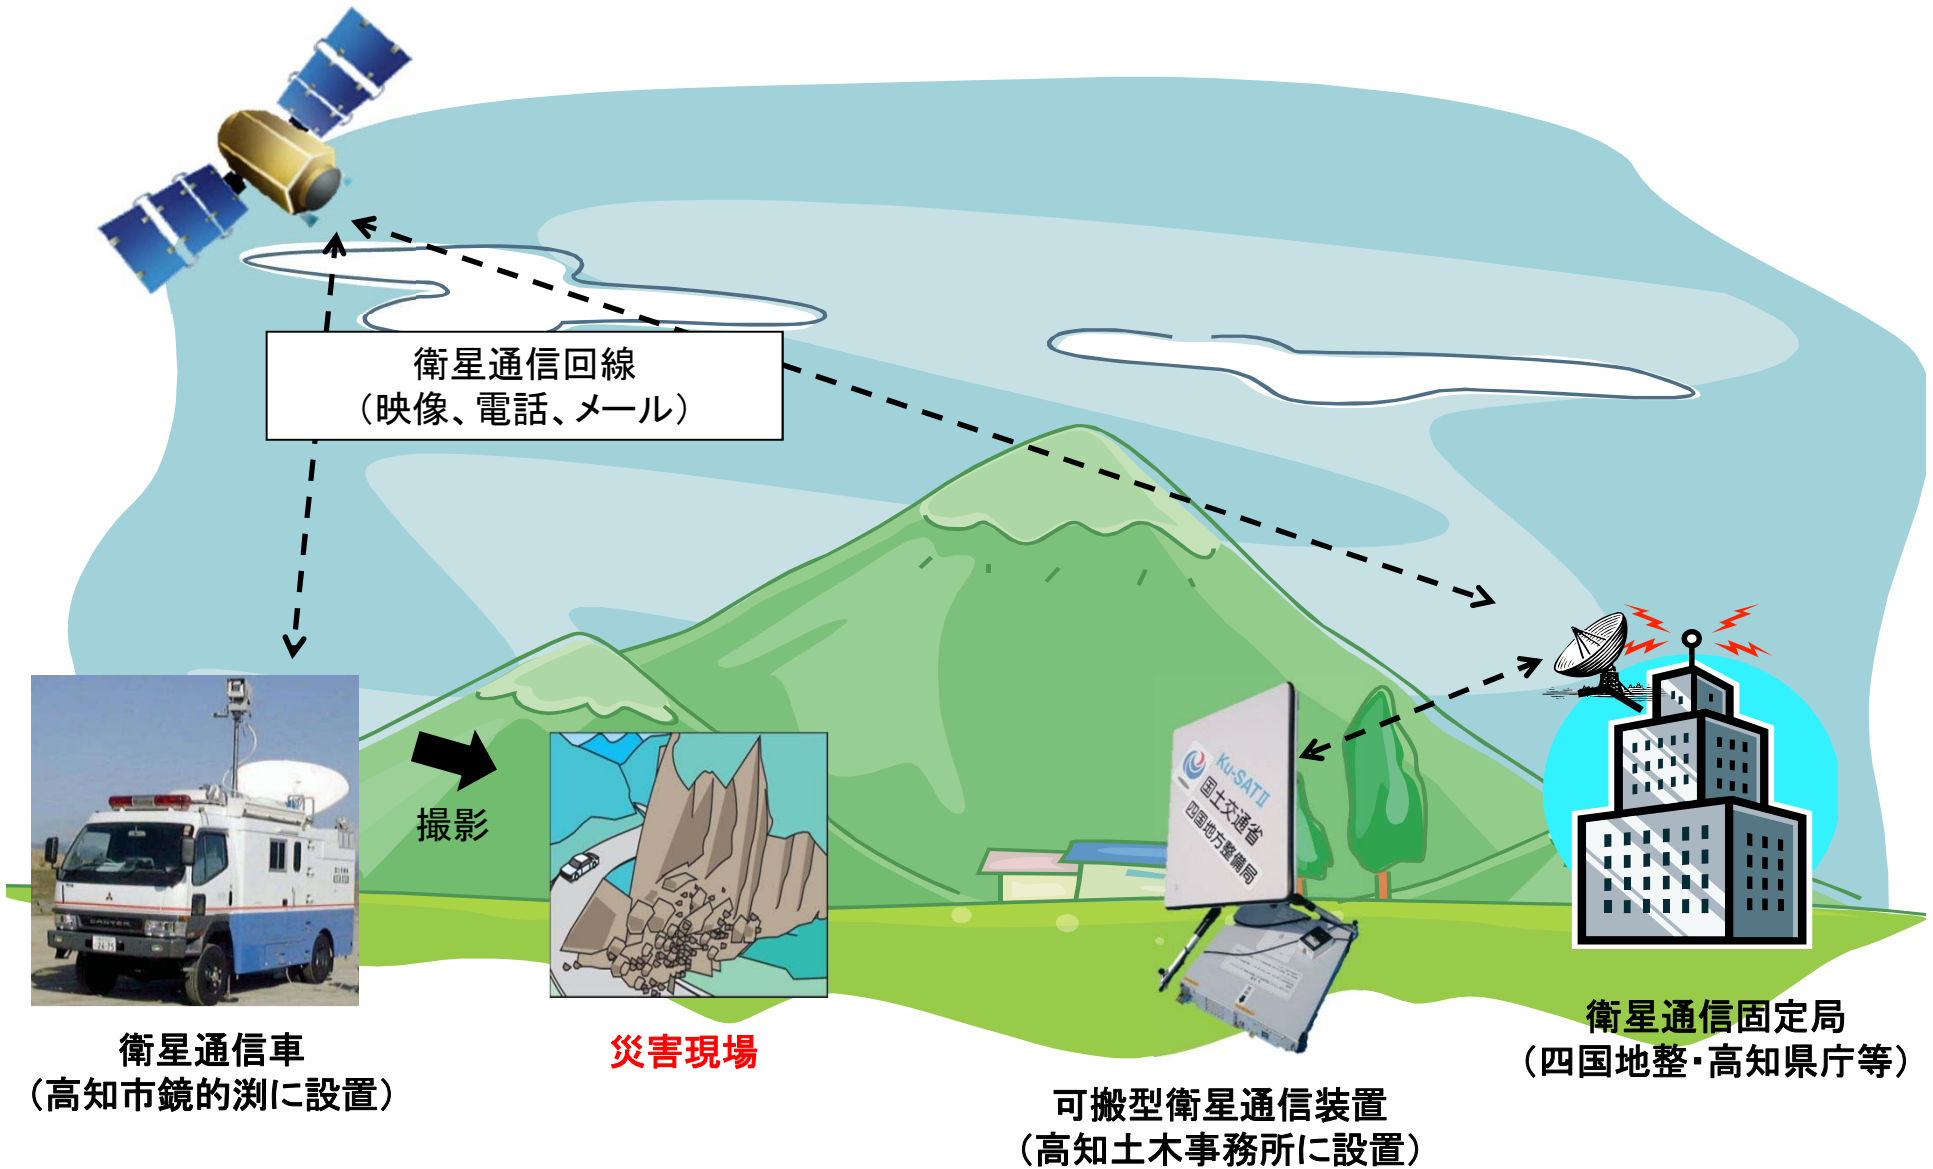 衛星通信回線
（映像、電話、メール）
撮影
Ku-SATⅡ
国土交通省
四国地方整備局
CANTER
衛星通信車
（高知市鏡的渕に設置）
災害現場
可搬型衛星通信装置
（高知土木事務所に設置）
衛星通信固定局
（四国地整・高知県庁等）